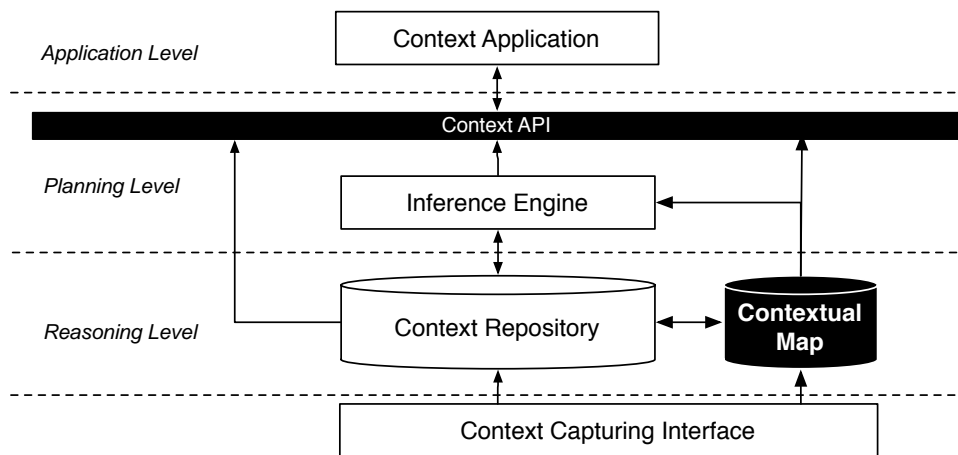 Context Application
Application Level
Context API
Planning Level
Inference Engine
Reasoning Level
Context Repository
Contextual
Map
Context Capturing Interface